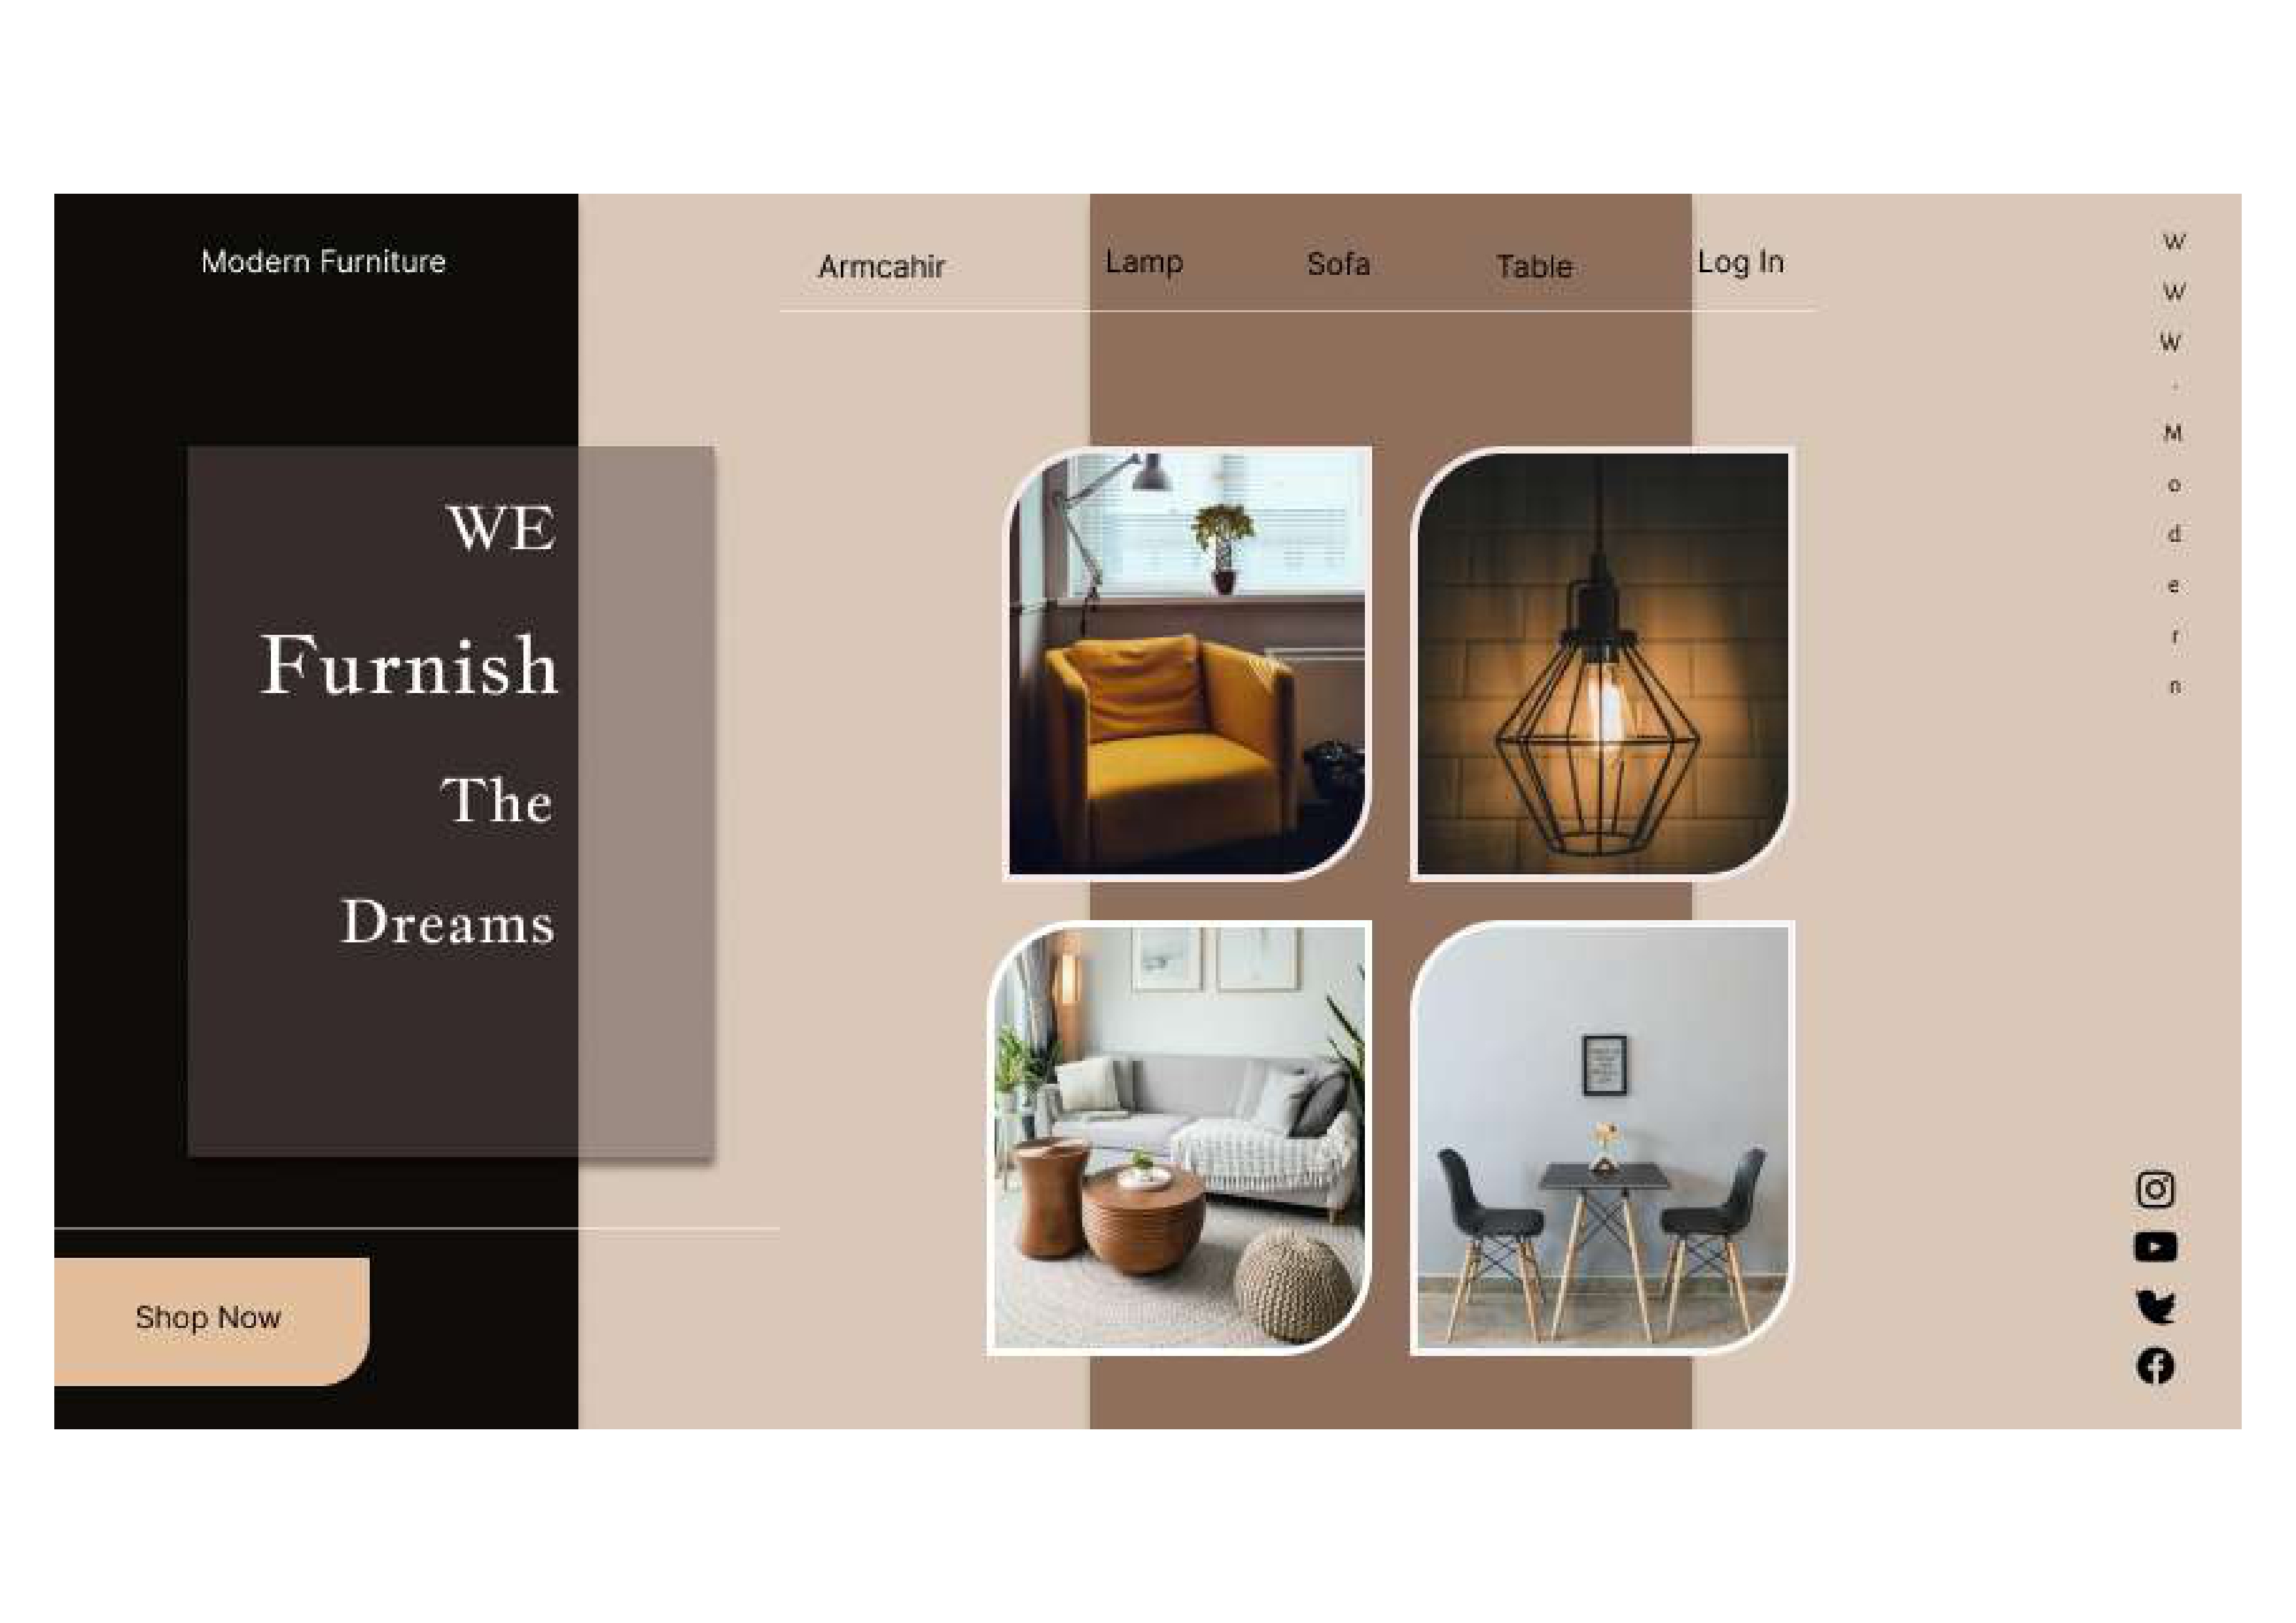 Modern Furniture
Armcahir
Lamp
Sofa
Table
Log In
WE
Furnish
The
Dreams
Shop Now
W
W
W
.
M
o
d
e
r
n